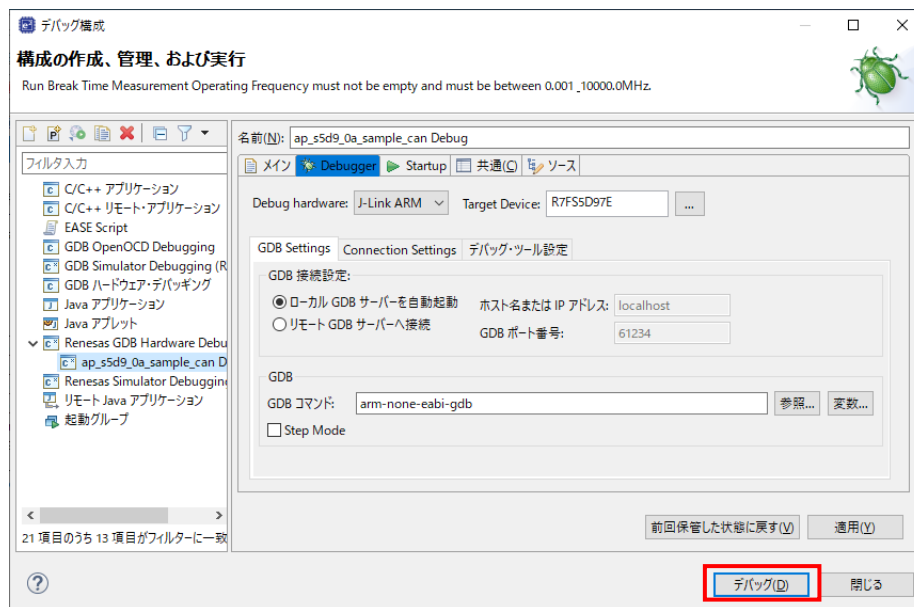 デバッグ構成
構成の作成、管理、および実行
Run Break Time Measurement Operating Frequency must not be empty and must be between 0.001_10000.0MHz.
フィルタ入力
C/C++ アプリケーション
C/C++ リモート・アプリケーション
EASE Script
GDB OpenOCD Debugging
GDB Simulator Debugging (R
GDB ハードウェア・デバッギング
Java アプリケーション
Java アプレット
Renesas GDB Hardware Debu
ap_s5d9_0a_sample_can D
Renesas Simulator Debuggin
リモート Java アプリケーション
起動グループ
21 項目のうち 13 項目がフィルターに一致
名前(N): ap_s5d9_0a_sample_can Debug
メイン Debugger Startup 共通(C) ソース
Debug hardware: J-Link ARM Target Device: R7FS5D97E ...
GDB Settings Connection Settings デバッグ・ツール設定
GDB 接続設定:
ローカル GDB サーバーを自動起動 ホスト名または IP アドレス: localhost
リモート GDB サーバーへ接続 GDB ポート番号: 61234
GDB
GDB コマンド: arm-none-eabi-gdb 参照... 変数...
Step Mode
前回保管した状態に戻す(V) 適用(Y)
? デバッグ(D) 閉じる